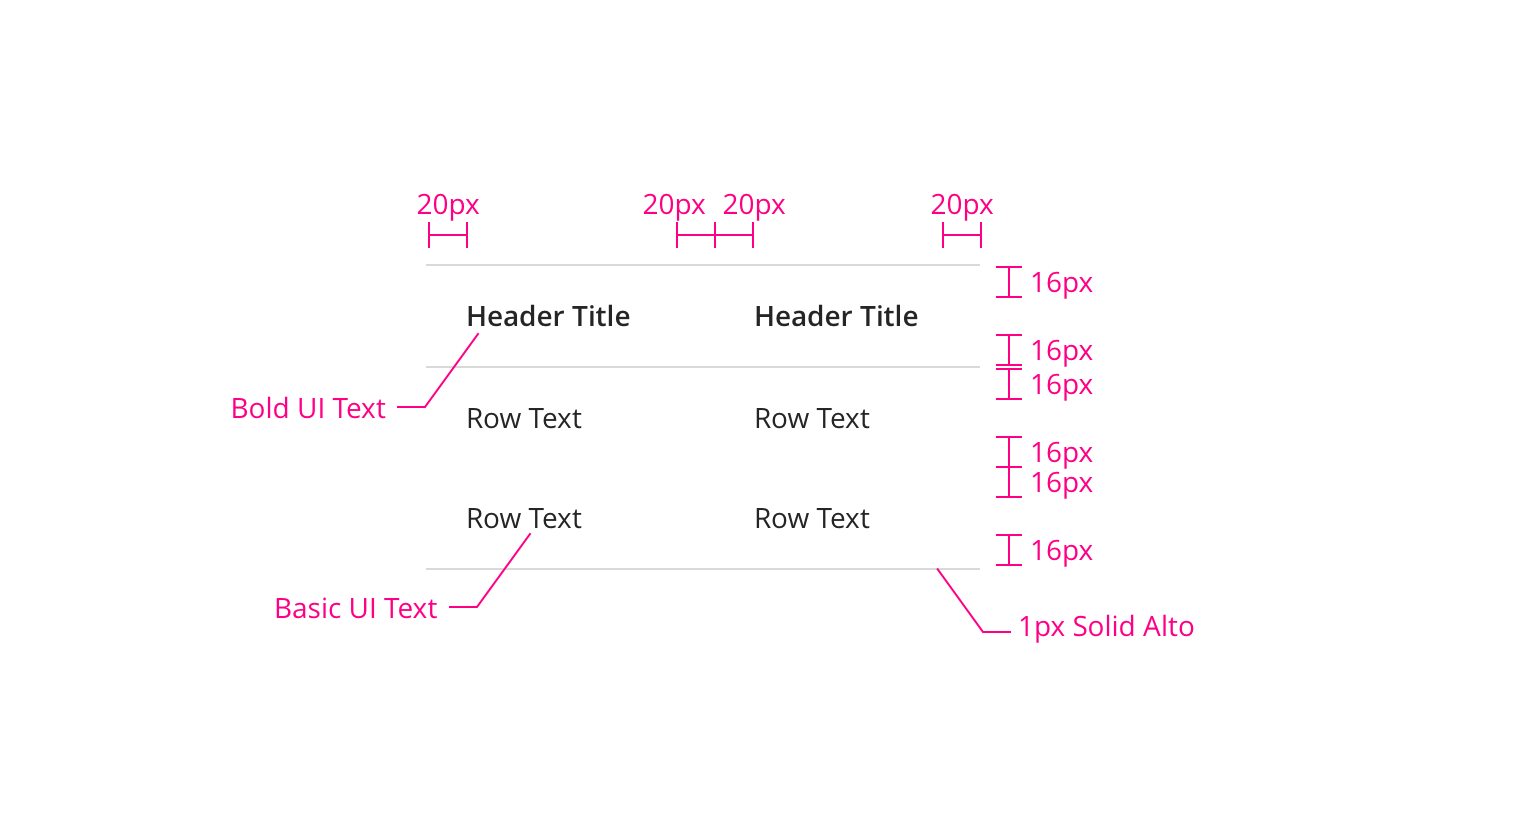 20px 20px 20px 20px
16px
Header Title Header Title
16px
16px
Bold UI Text
Row Text Row Text
16px
16px
Row Text Row Text
16px
Basic UI Text
1px Solid Alto